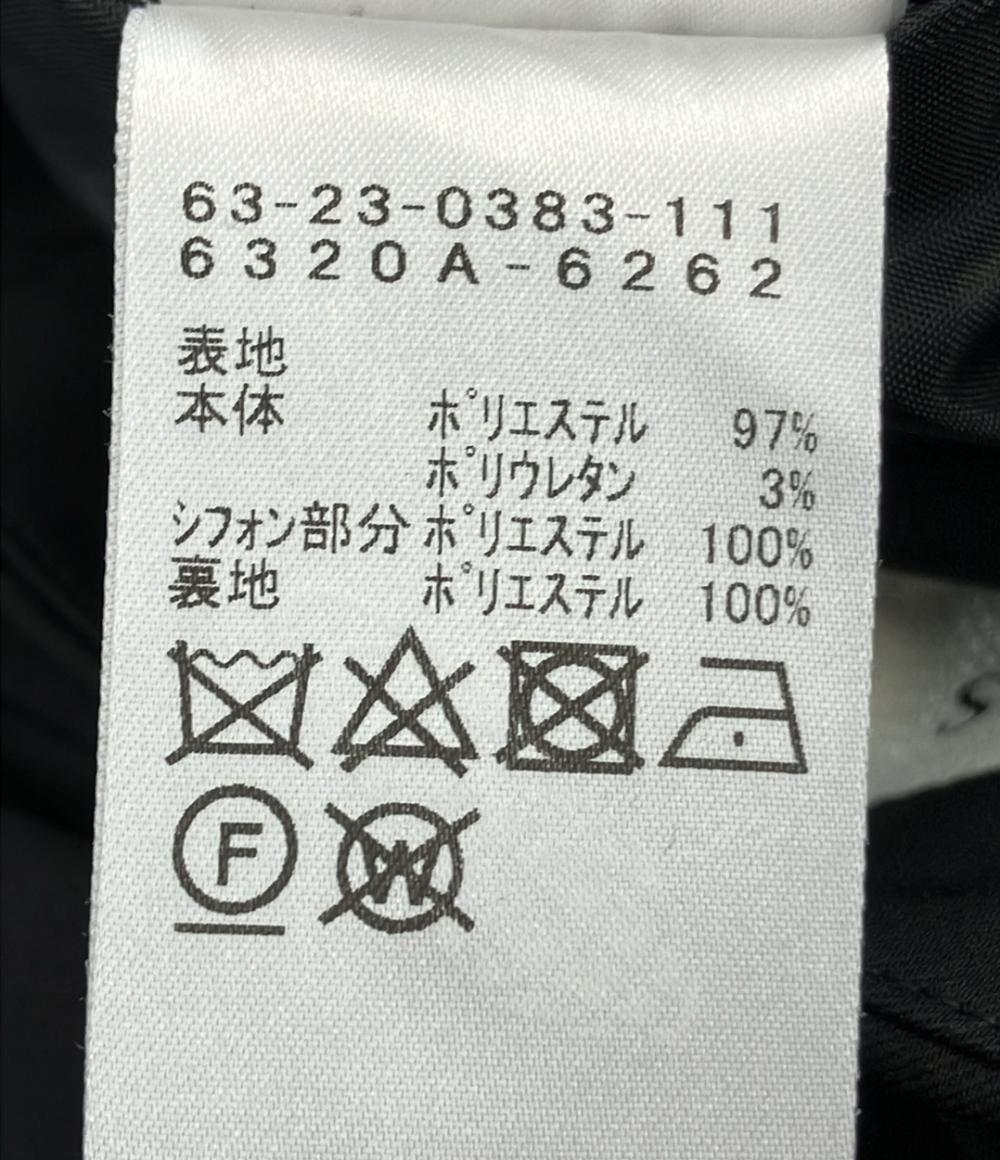 63-23-0383-111
6320A-6262
表地
本体 ポリエステル 97%
ポリウレタン 3%
シフォン部分 ポリエステル 100%
裏地 ポリエステル 100%
F W